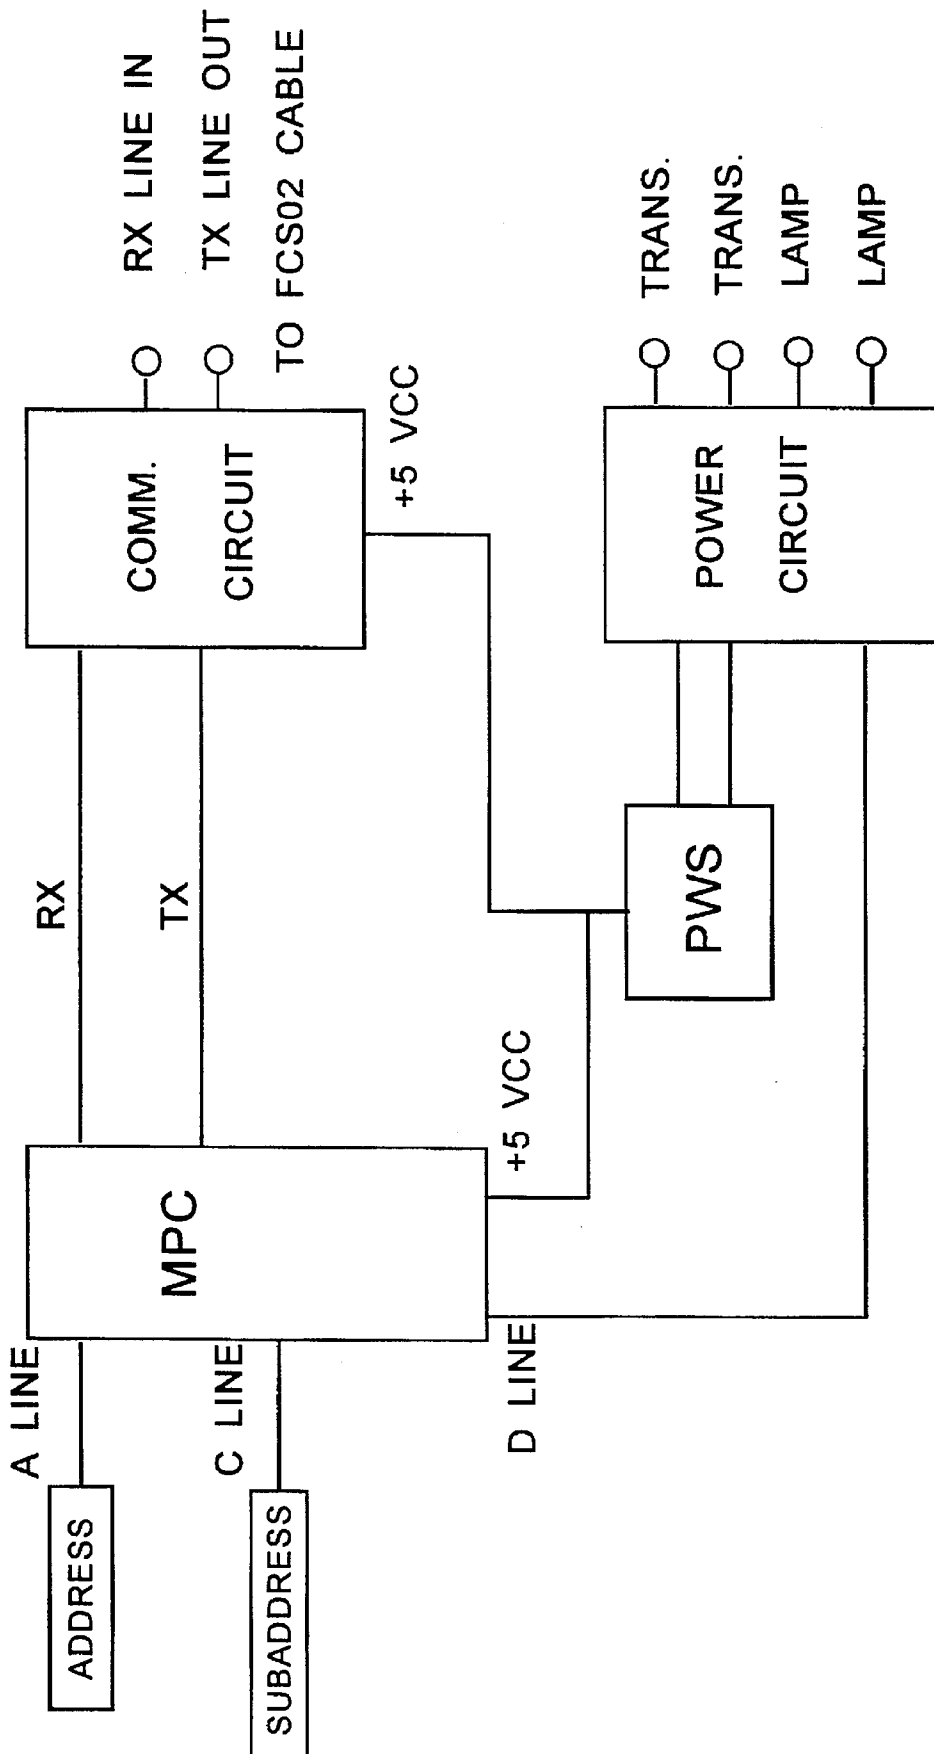 ADDRESS
A LINE
SUBADDRESS
C LINE
MPC
RX
TX
COMM.
CIRCUIT
RX LINE IN
TX LINE OUT
TO FCS02 CABLE
+5 VCC
+5 VCC
D LINE
PWS
POWER
CIRCUIT
TRANS.
TRANS.
LAMP
LAMP